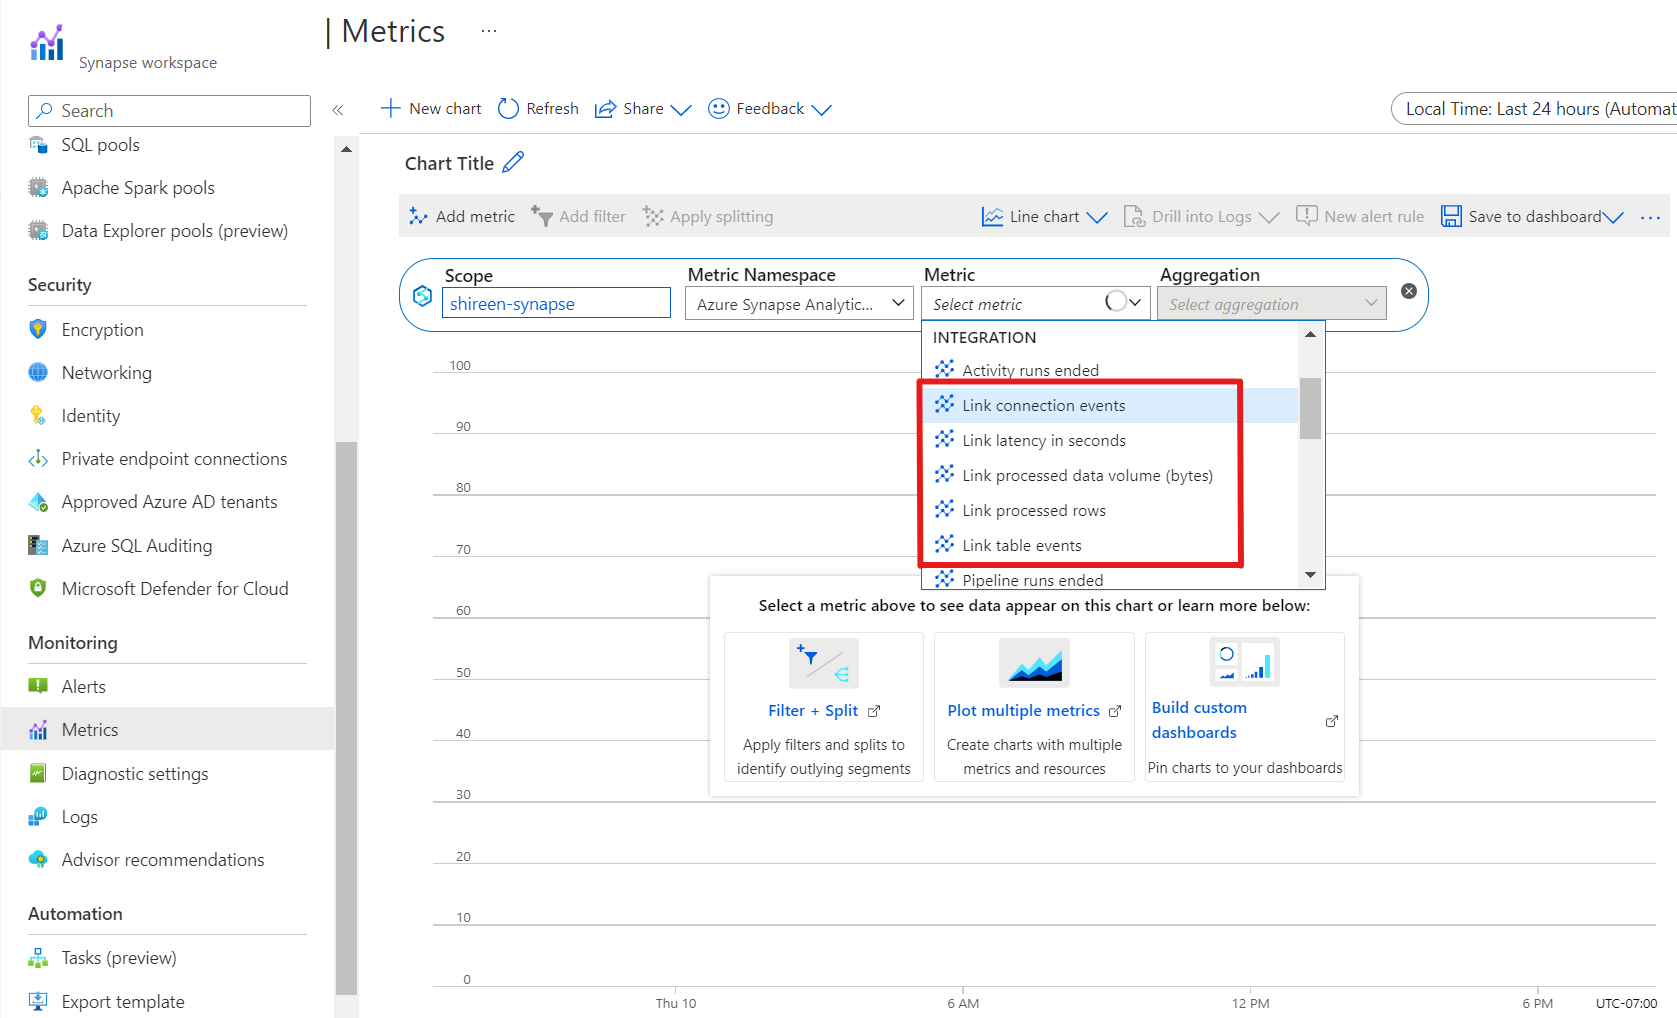 | Metrics ...
Synapse workspace
Search
«
New chart
Refresh
Share
Feedback
Local Time: Last 24 hours (Automat
SQL pools
Apache Spark pools
Data Explorer pools (preview)
Security
Encryption
Networking
Identity
Private endpoint connections
Approved Azure AD tenants
Azure SQL Auditing
Microsoft Defender for Cloud
Monitoring
Alerts
Metrics
Diagnostic settings
Logs
Advisor recommendations
Automation
Tasks (preview)
Export template
Chart Title
Add metric
Add filter
Apply splitting
Line chart
Drill into Logs
New alert rule
Save to dashboard
...
Scope
shireen-synapse
Metric Namespace
Azure Synapse Analytic...
Metric
Select metric
Aggregation
Select aggregation
INTEGRATION
Activity runs ended
Link connection events
Link latency in seconds
Link processed data volume (bytes)
Link processed rows
Link table events
Pipeline runs ended
Select a metric above to see data appear on this chart or learn more below:
Filter + Split
Apply filters and splits to
identify outlying segments
Plot multiple metrics
Create charts with multiple
metrics and resources
Build custom
dashboards
Pin charts to your dashboards
100
90
80
70
60
50
40
30
20
10
0
Thu 10
6 AM
12 PM
6 PM
UTC-07:00